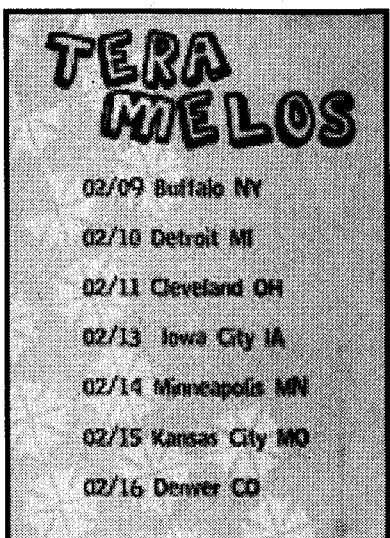 TERA
MELOS
02/09 Buffalo NY
02/10 Detroit MI
02/11 Cleveland OH
02/13 Iowa City IA
02/14 Minneapolis MN
02/15 Kansas City MO
02/16 Denver CO